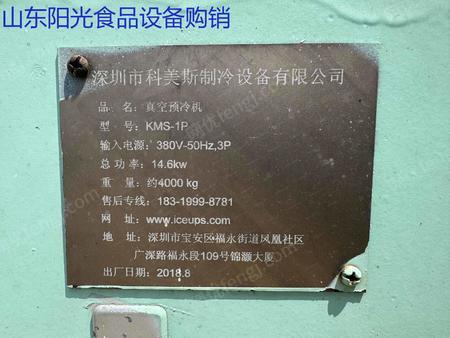 山东阳光食品设备购销
深圳市科美斯制冷设备有限公司
品 名：真空预冷机
型 号：KMS-1P
输入电源：380V-50Hz,3P
总 功 率：14.6kw
重 量：约4000 kg
售后专线：183-1999-8781
网 址：www.iceups.com
地 址：深圳市宝安区福永街道凤凰社区
广深路福永段109号锦灏大厦
出厂日期：2018.8